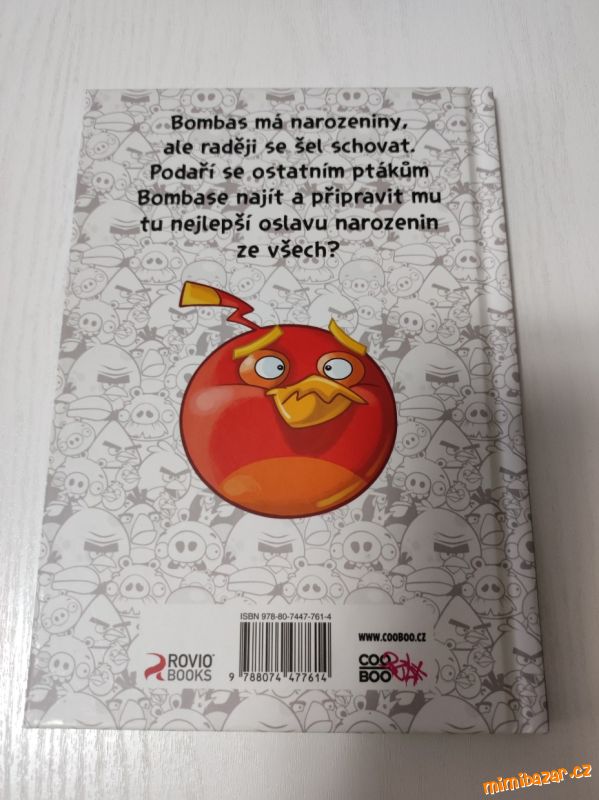 Bombas má narozeniny,
ale raději se šel schovat.
Podaří se ostatním ptákům
Bombase najít a připravit mu
tu nejlepší oslavu narozenin
ze všech?
ISBN 978-80-7447-761-4
WWW.COOBOO.CZ
ROVIO
BOOKS
9 788074 477614
COO
BOO
mimibazar.cz